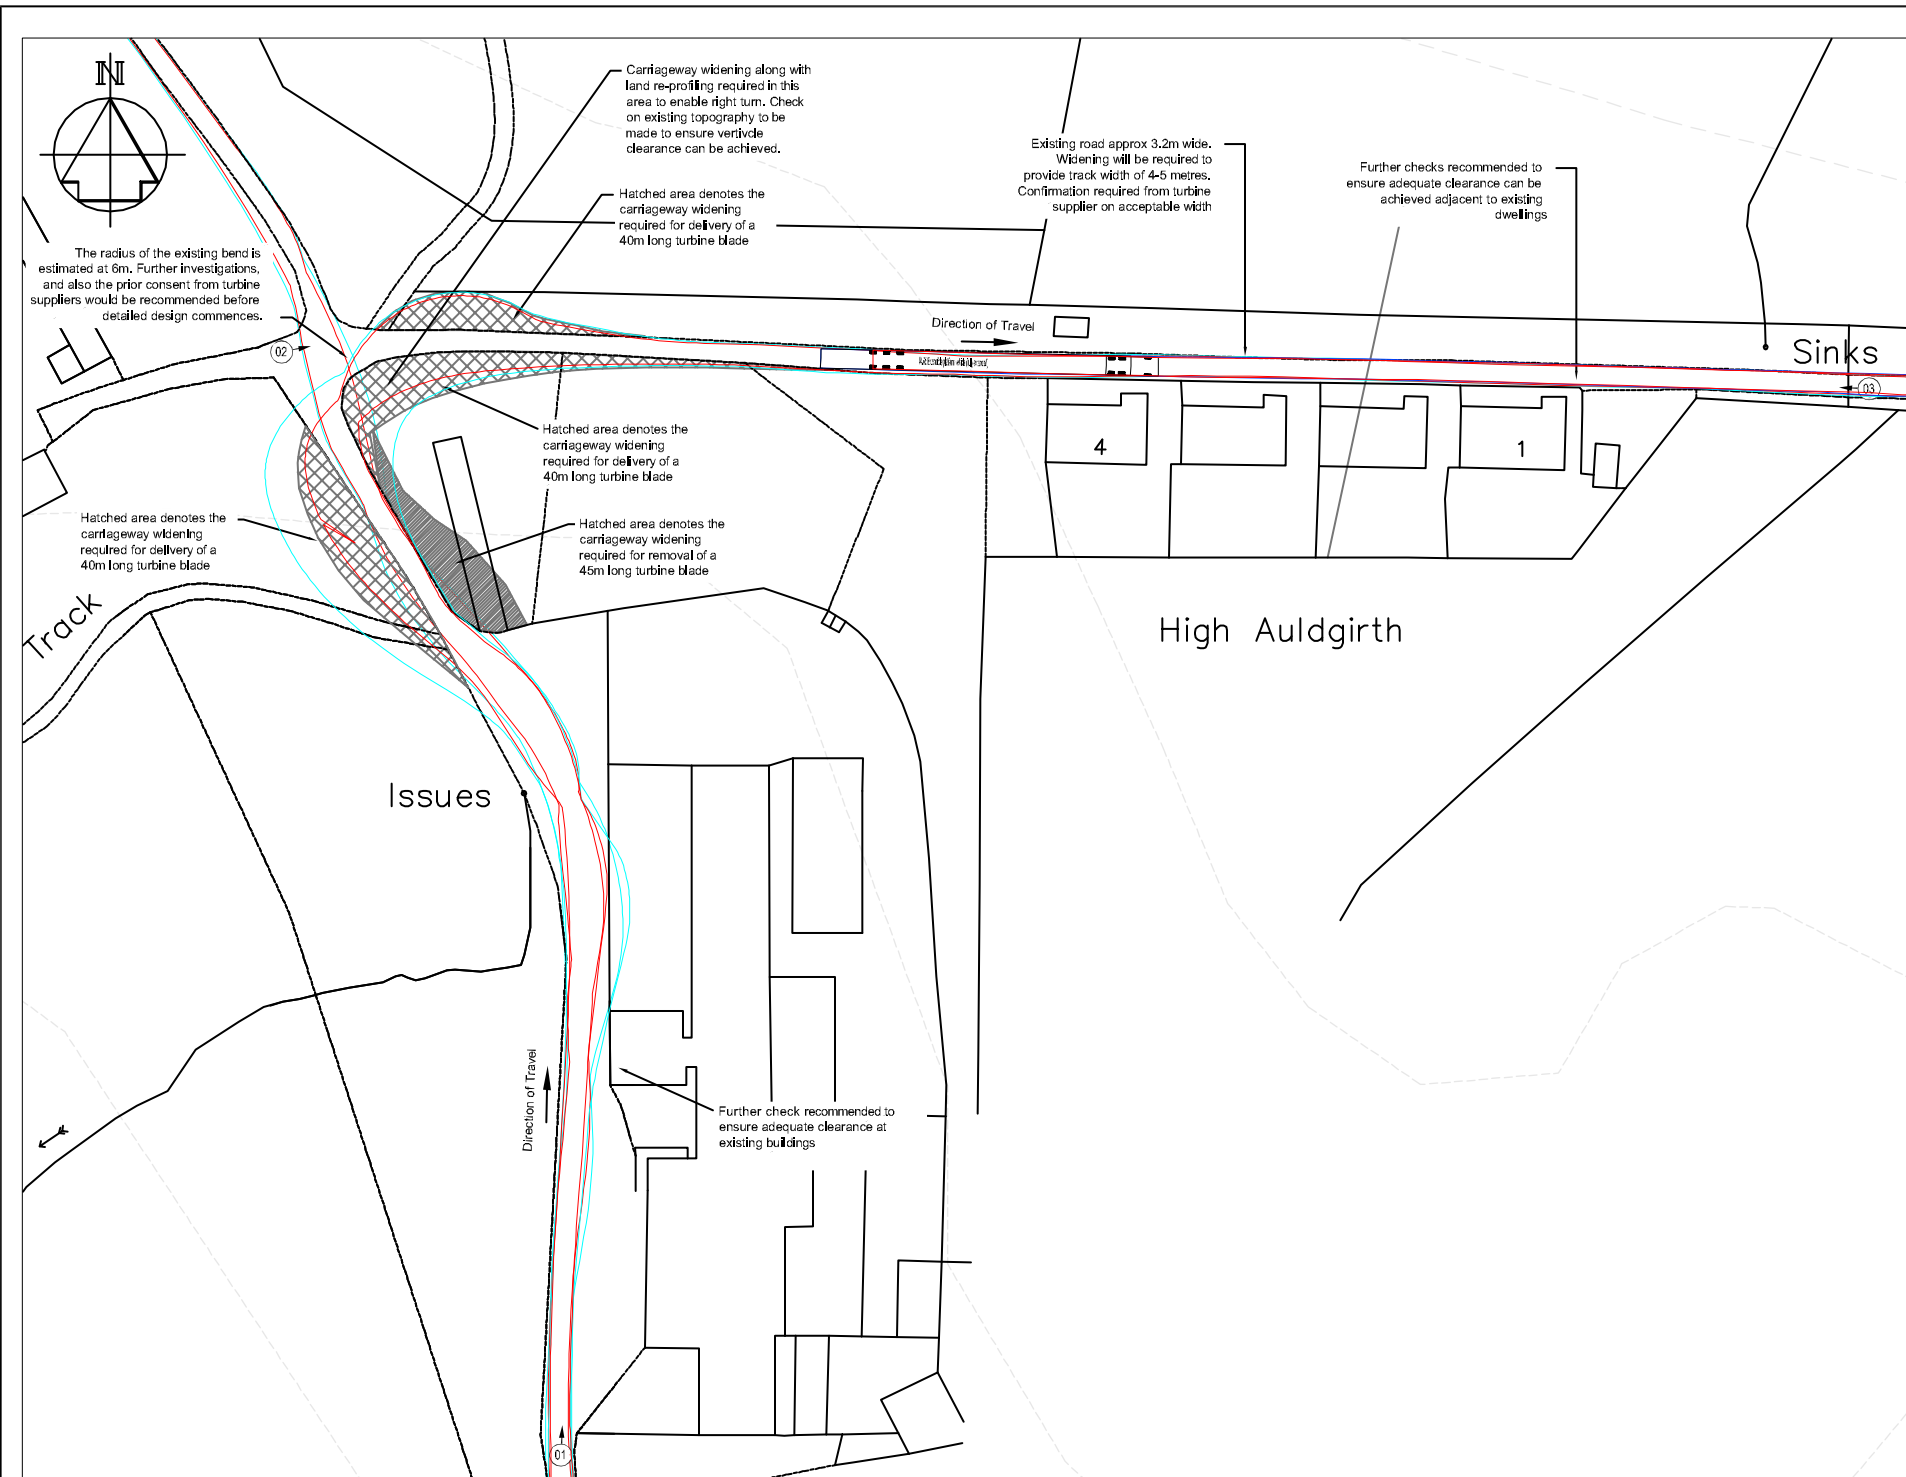 N
Carriageway widening along with
land re-profiling required in this
area to enable right turn. Check
on existing topography to be
made to ensure vertivcle
clearance can be achieved.
Existing road approx 3.2m wide.
Widening will be required to
provide track width of 4-5 metres.
Confirmation required from turbine
supplier on acceptable width
Further checks recommended to
ensure adequate clearance can be
achieved adjacent to existing
dwellings
Hatched area denotes the
carriageway widening
required for delivery of a
40m long turbine blade
The radius of the existing bend is
estimated at 6m. Further investigations,
and also the prior consent from turbine
suppliers would be recommended before
detailed design commences.
Direction of Travel
02
Sinks
03
Hatched area denotes the
carriageway widening
required for delivery of a
40m long turbine blade
4
1
Hatched area denotes the
carriageway widening
required for delivery of a
40m long turbine blade
Hatched area denotes the
carriageway widening
required for removal of a
45m long turbine blade
Track
High Auldgirth
Issues
Direction of Travel
Further check recommended to
ensure adequate clearance at
existing buildings
01